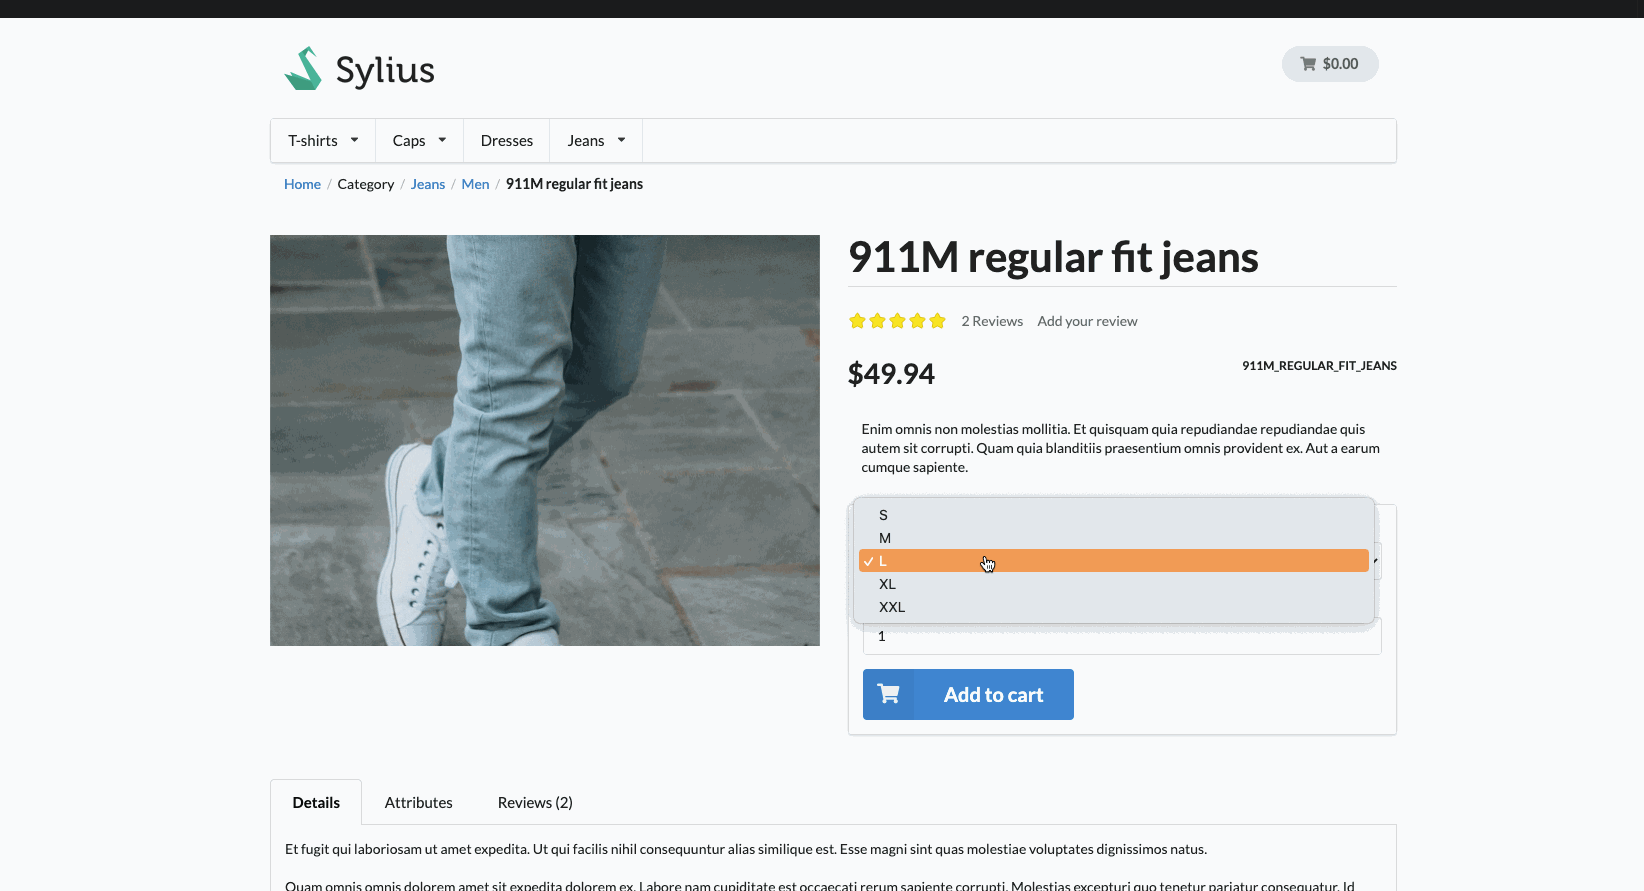 Sylius
$0.00
T-shirts Caps Dresses Jeans
Home / Category / Jeans / Men / 911M regular fit jeans
911M regular fit jeans
2 Reviews Add your review
$49.94
911M_REGULAR_FIT_JEANS
Enim omnis non molestias mollitia. Et quisquam quia repudiandae repudiandae quis
autem sit corrupti. Quam quia blanditiis praesentium omnis provident ex. Aut a earum
cumque sapiente.
S
M
✓ L
XL
XXL
1
Add to cart
Details Attributes Reviews (2)
Et fugit qui laboriosam ut amet expedita. Ut qui facilis nihil consequuntur alias similique est. Esse magni sint quas molestiae voluptates dignissimos natus.
Quam omnis omnis dolorem amet sit expedita dolorem ex. Labore nam cupiditate est occaecati rerum sapiente corrupti. Molestias excepturi quo tenetur pariatur consequatur. Id